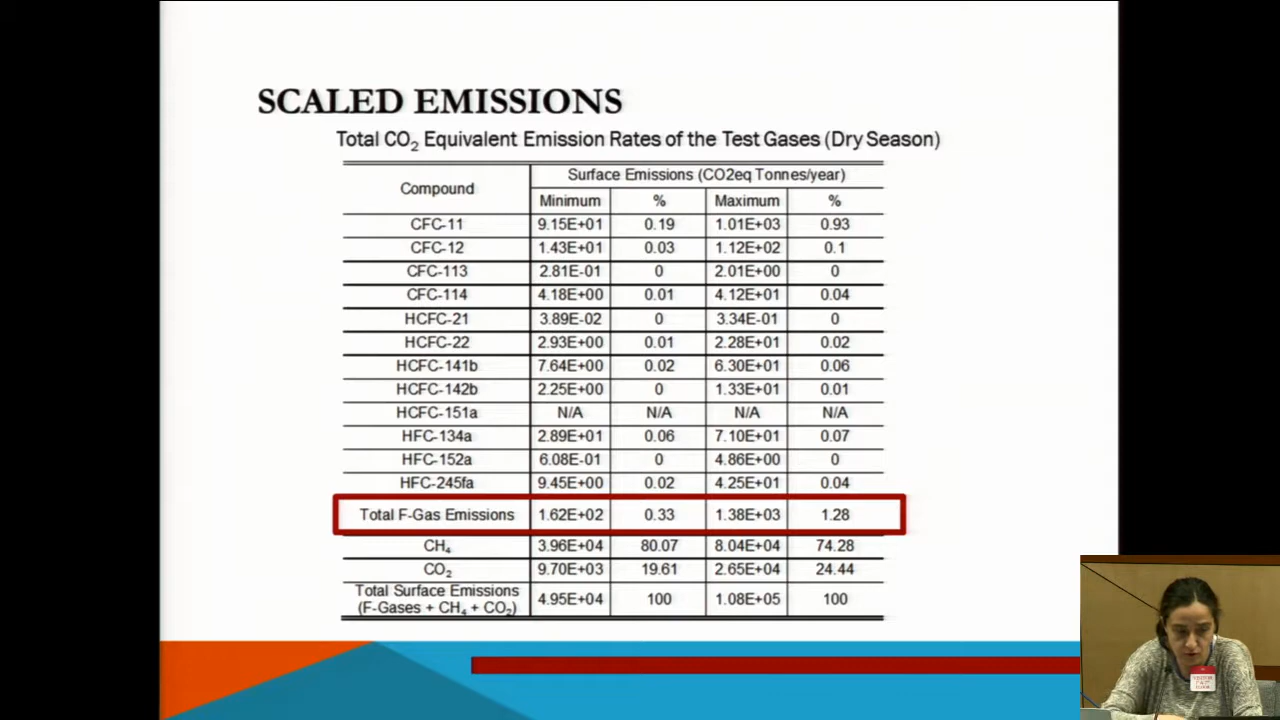 SCALED EMISSIONS
Total CO₂ Equivalent Emission Rates of the Test Gases (Dry Season)
Compound Surface Emissions (CO2eq Tonnes/year)
Minimum % Maximum %
CFC-11 9.15E+01 0.19 1.01E+03 0.93
CFC-12 1.43E+01 0.03 1.12E+02 0.1
CFC-113 2.81E-01 0 2.01E+00 0
CFC-114 4.18E+00 0.01 4.12E+01 0.04
HCFC-21 3.89E-02 0 3.34E-01 0
HCFC-22 2.93E+00 0.01 2.28E+01 0.02
HCFC-141b 7.64E+00 0.02 6.30E+01 0.06
HCFC-142b 2.25E+00 0 1.33E+01 0.01
HCFC-151a N/A N/A N/A N/A
HFC-134a 2.89E+01 0.06 7.10E+01 0.07
HFC-152a 6.08E-01 0 4.86E+00 0
HFC-245fa 9.45E+00 0.02 4.25E+01 0.04
Total F-Gas Emissions 1.62E+02 0.33 1.38E+03 1.28
CH₄ 3.96E+04 80.07 8.04E+04 74.28
CO₂ 9.70E+03 19.61 2.65E+04 24.44
Total Surface Emissions
(F-Gases + CH₄ + CO₂) 4.95E+04 100 1.08E+05 100
VISITOR